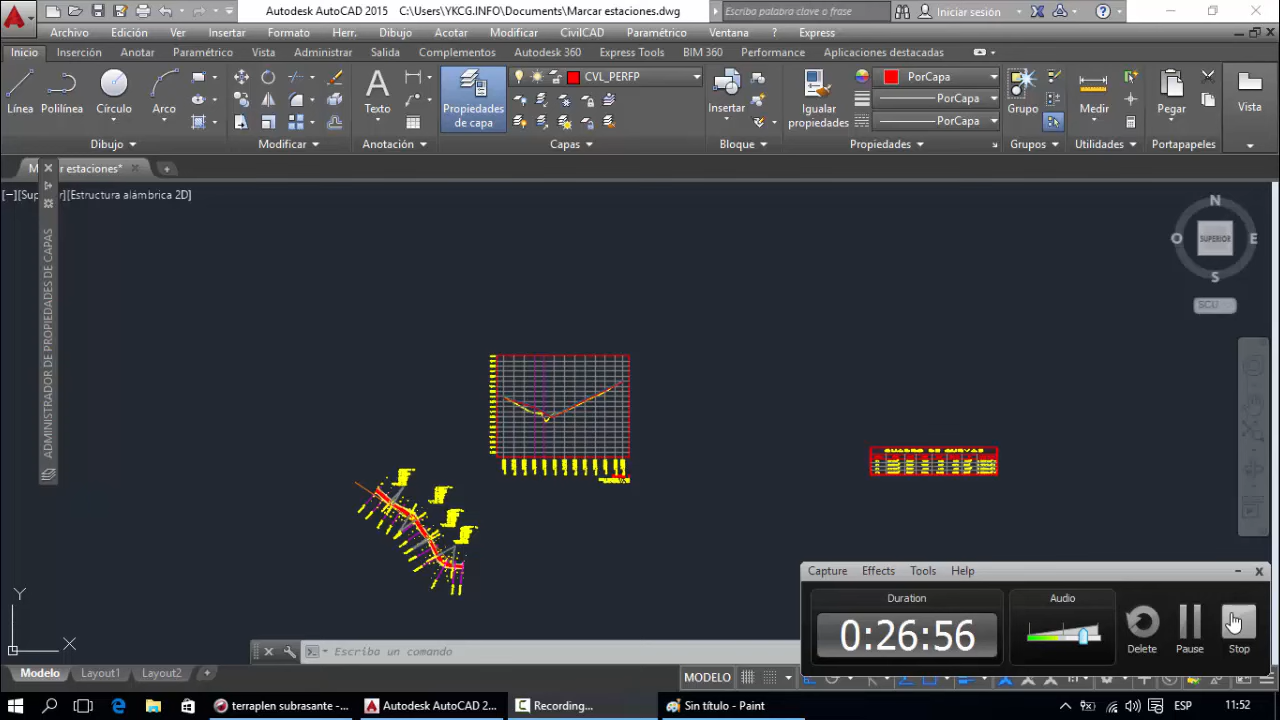 Autodesk AutoCAD 2015 C:\Users\YKCG.INFO\Documents\Marcar estaciones.dwg
Escriba palabra clave o frase
Iniciar sesión
Archivo Edición Ver Insertar Formato Herr. Dibujo Acotar Modificar CivilCAD Paramétrico Ventana ? Express
Inicio Inserción Anotar Paramétrico Vista Administrar Salida Complementos Autodesk 360 Express Tools BIM 360 Performance Aplicaciones destacadas
CVL_PERFP
PorCapa
PorCapa
PorCapa
Línea Polilínea Círculo Arco
Texto
Propiedades de capa
Insertar
Igualar propiedades
Grupo
Medir
Pegar
Vista
Dibujo Modificar Anotación Capas Bloque Propiedades Grupos Utilidades Portapapeles
estaciones*
[−] [Estructura alámbrica 2D]
ADMINISTRADOR DE PROPIEDADES DE CAPAS
N
O SUPERIOR E
S
SCU
Y
X
Capture Effects Tools Help
Duration
Audio
0:26:56
Delete Pause Stop
Escriba un comando
Modelo Layout1 Layout2 +
MODELO
terraplen subrasante -... Autodesk AutoCAD 2... Recording... Sin título - Paint
ESP 11:52